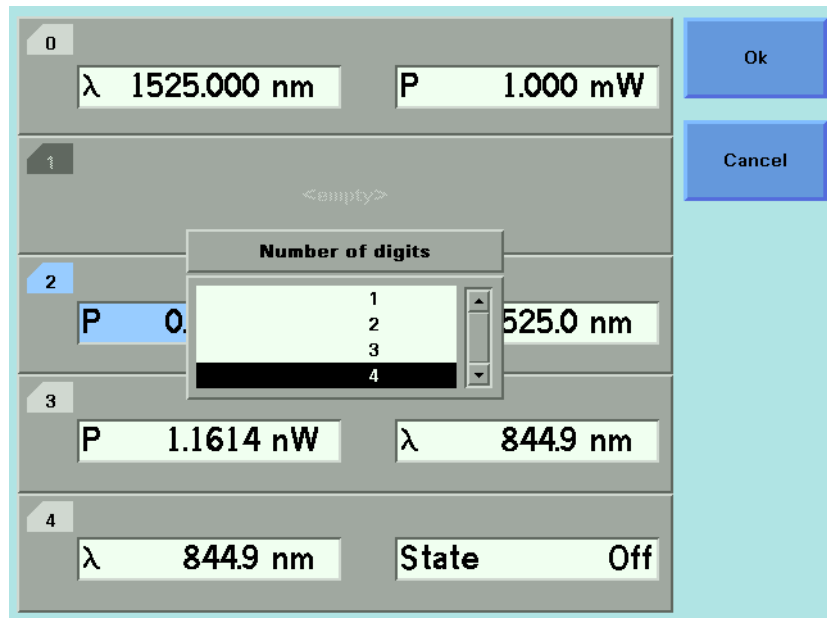 0
λ 1525.000 nm P 1.000 mW
Ok
1
<empty>
Cancel
Number of digits
1
2
3
4
2
P 0. 525.0 nm
3
P 1.1614 nW λ 844.9 nm
4
λ 844.9 nm State Off